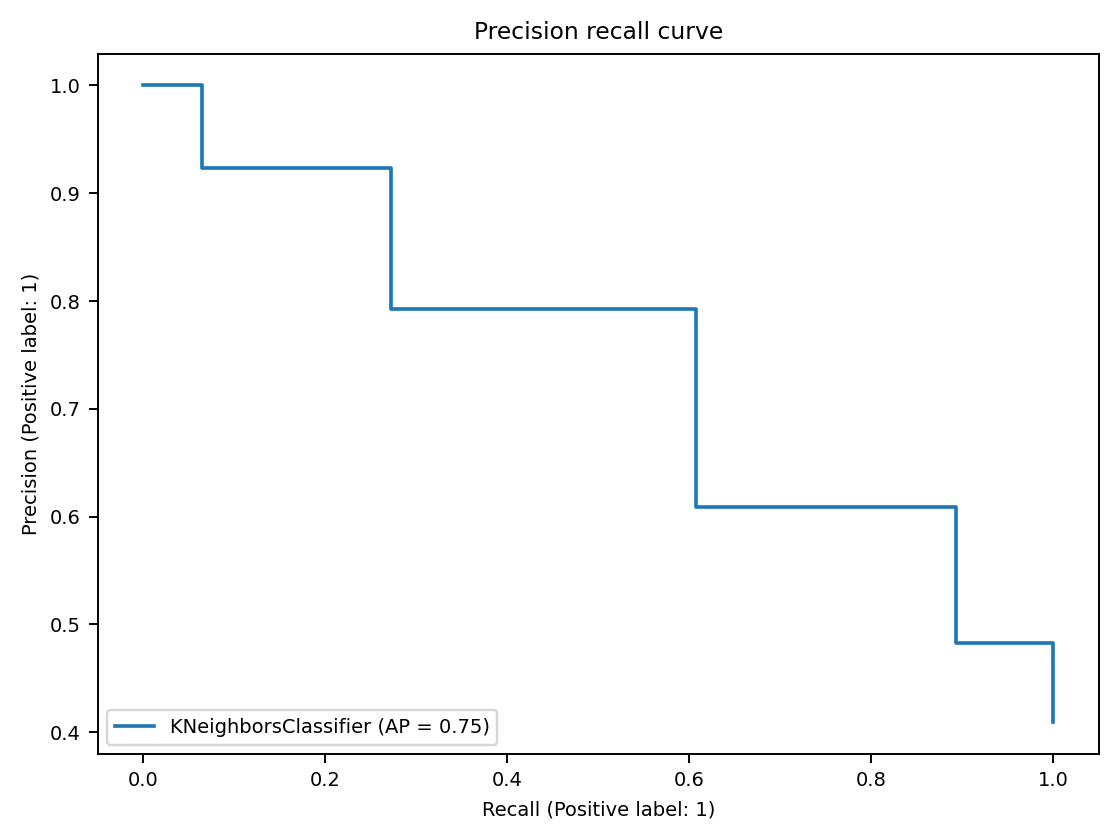 Precision recall curve
Precision (Positive label: 1)
1.0
0.9
0.8
0.7
0.6
0.5
0.4
KNeighborsClassifier (AP = 0.75)
0.0 0.2 0.4 0.6 0.8 1.0
Recall (Positive label: 1)